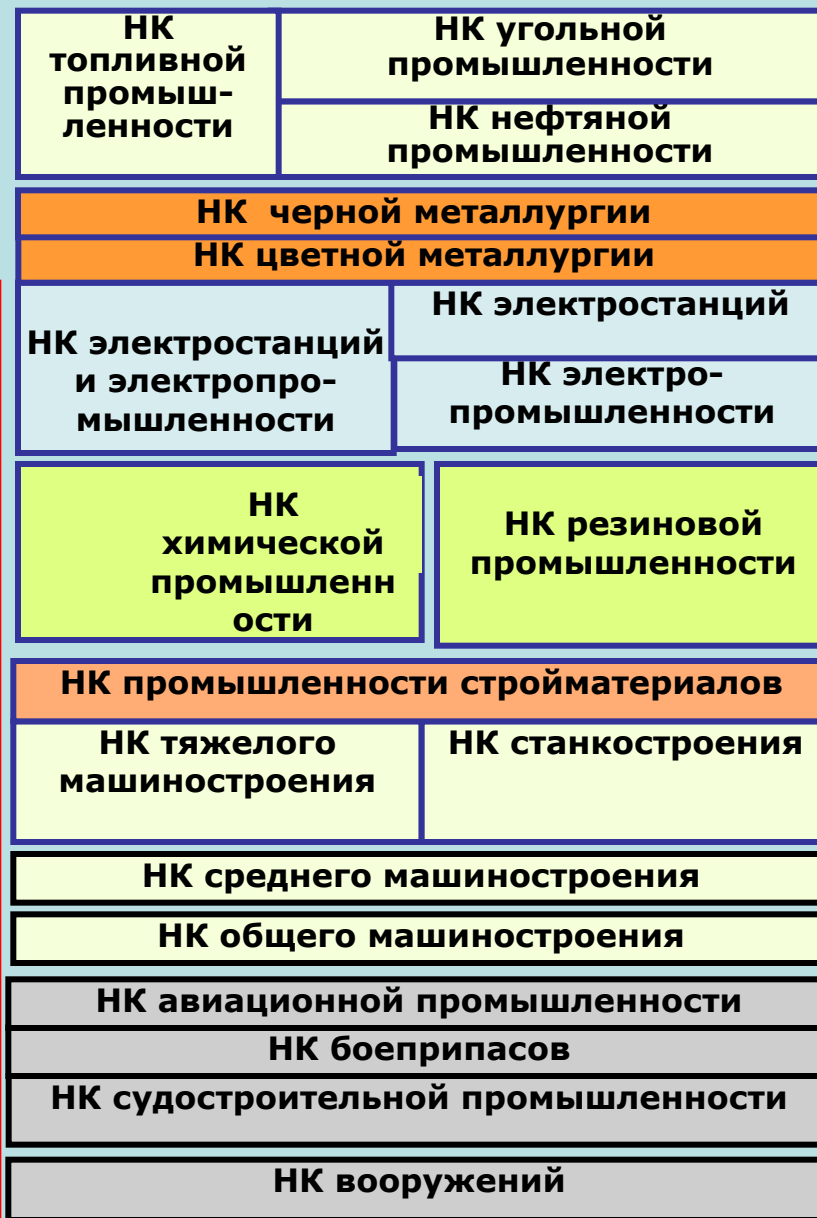 НК
топливной
промыш-
ленности
НК угольной
промышленности
НК нефтяной
промышленности
НК черной металлургии
НК цветной металлургии
НК электростанций
и электропро-
мышленности
НК электростанций
НК электро-
промышленности
НК
химической
промышленн
ости
НК резиновой
промышленности
НК промышленности стройматериалов
НК тяжелого
машиностроения
НК станкостроения
НК среднего машиностроения
НК общего машиностроения
НК авиационной промышленности
НК боеприпасов
НК судостроительной промышленности
НК вооружений